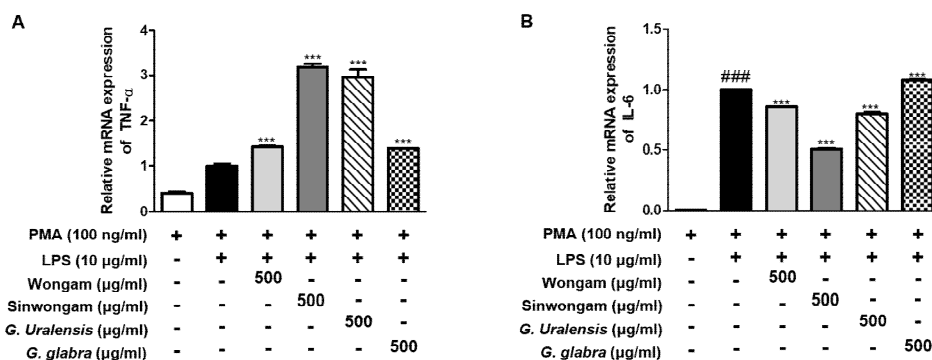 A
Relative mRNA expression
of TNF-α
4
3
2
1
0
***
***
***
***
PMA (100 ng/ml) + + + + + +
LPS (10 µg/ml) - + + + + +
Wongam (µg/ml) - - 500 - - -
Sinwongam (µg/ml) - - - 500 - -
G. Uralensis (µg/ml) - - - - 500 -
G. glabra (µg/ml) - - - - - 500
B
Relative mRNA expression
of IL-6
1.5
1.0
0.5
0.0
###
***
***
***
***
PMA (100 ng/ml) + + + + + +
LPS (10 µg/ml) - + + + + +
Wongam (µg/ml) - - 500 - - -
Sinwongam (µg/ml) - - - 500 - -
G. Uralensis (µg/ml) - - - - 500 -
G. glabra (µg/ml) - - - - - 500